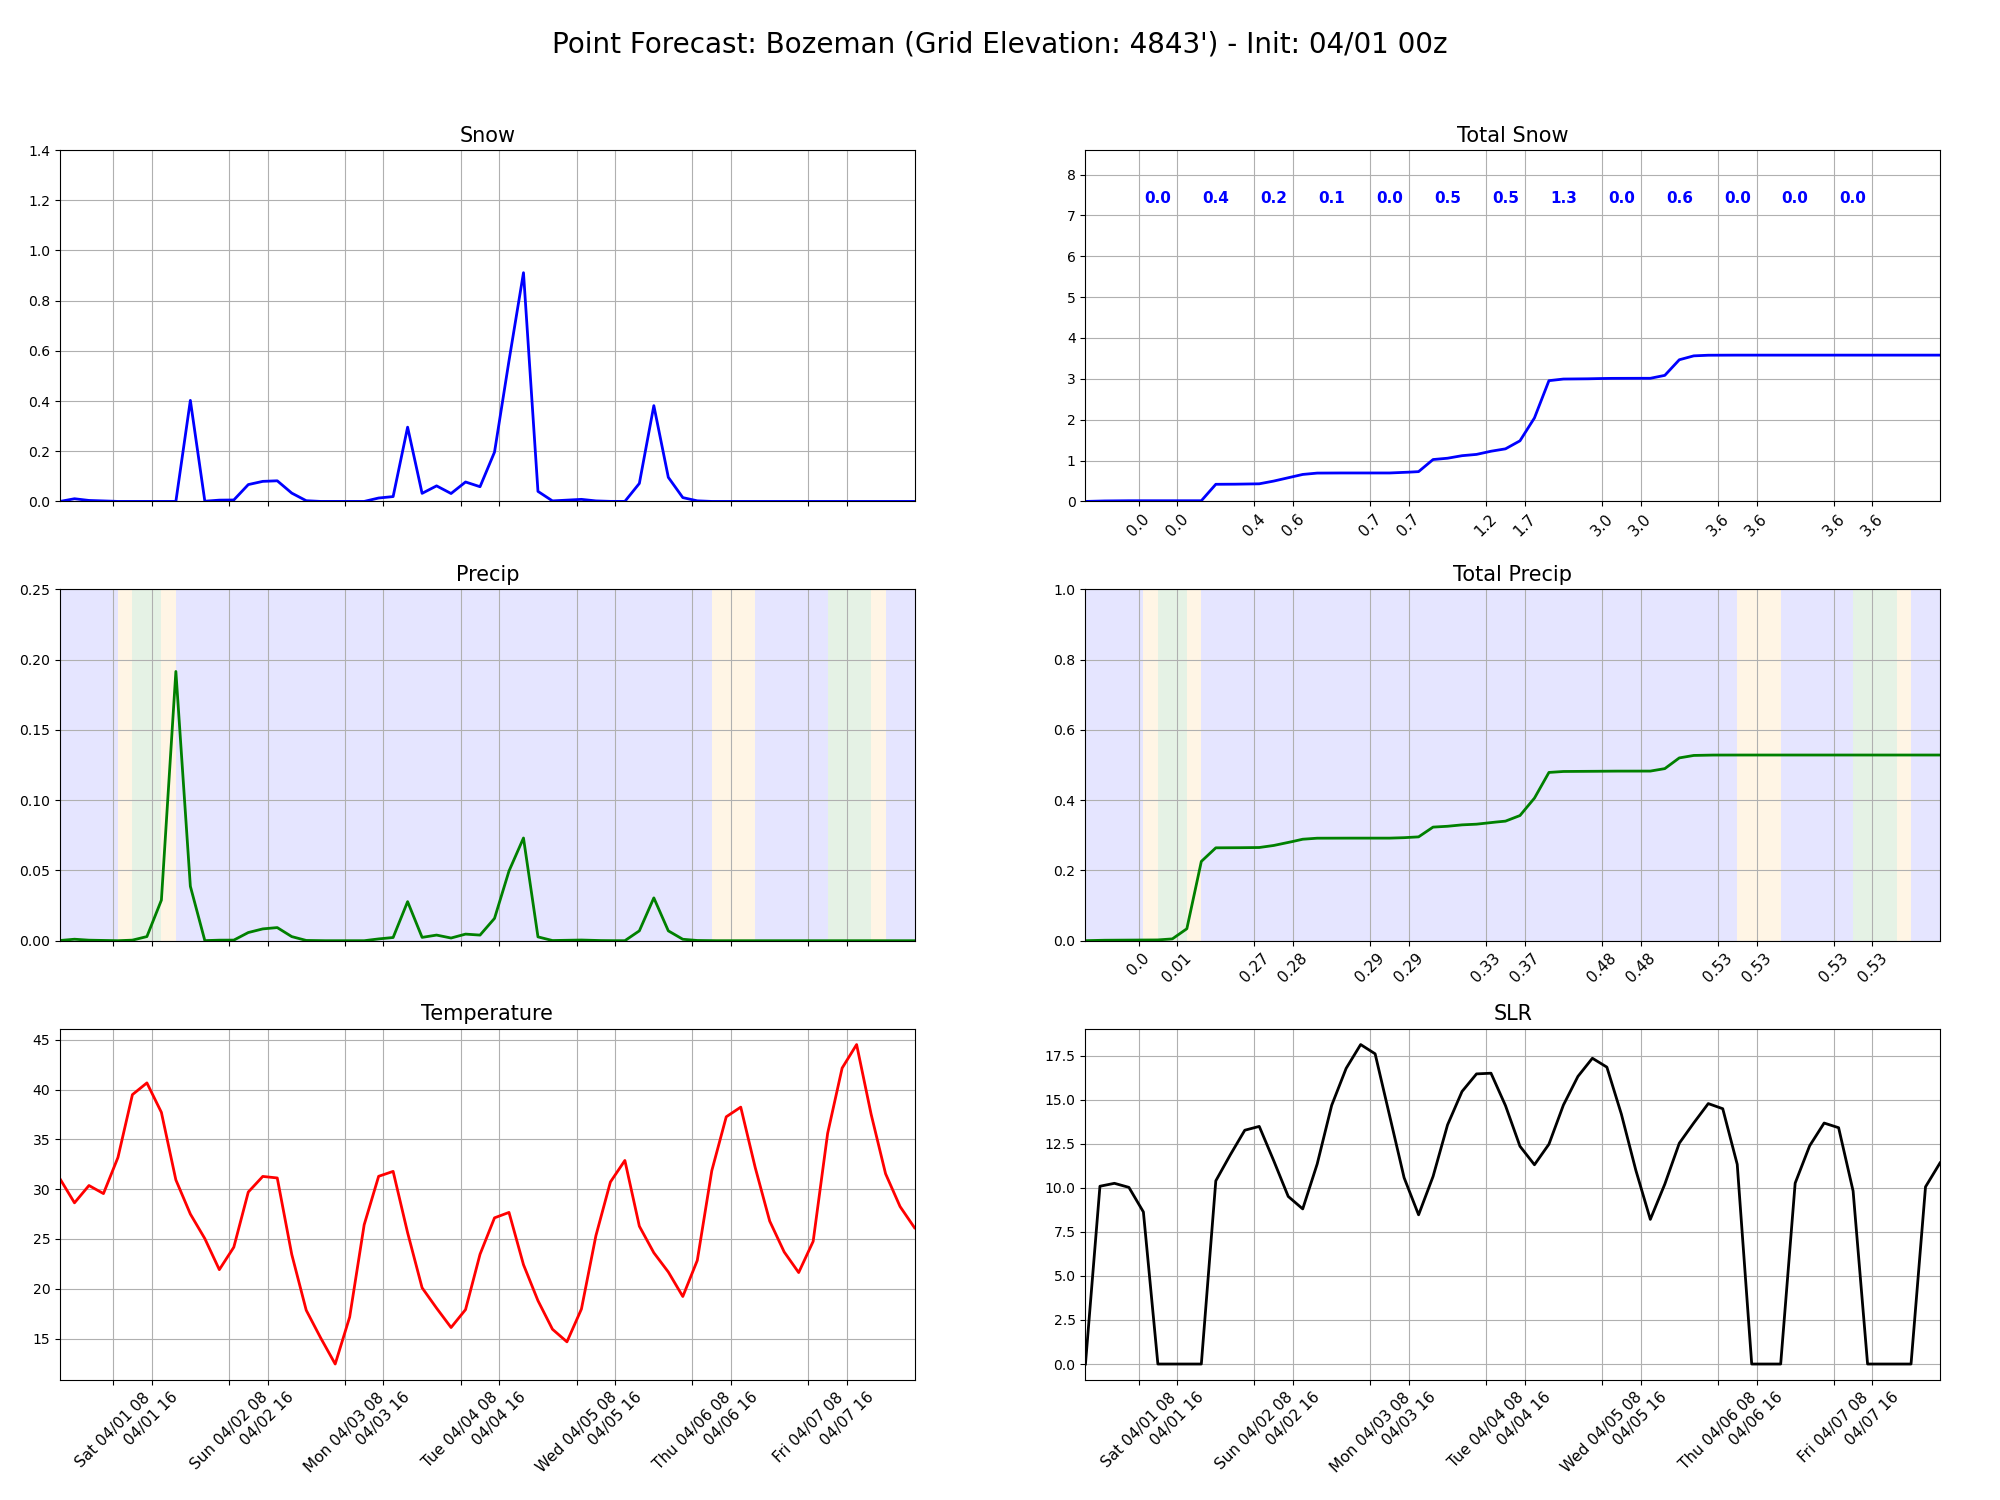 Point Forecast: Bozeman (Grid Elevation: 4843') - Init: 04/01 00z
Snow
1.4
1.2
1.0
0.8
0.6
0.4
0.2
0.0
Total Snow
8
7
6
5
4
3
2
1
0
0.0 0.4 0.2 0.1 0.0 0.5 0.5 1.3 0.0 0.6 0.0 0.0 0.0
0.0 0.0 0.4 0.6 0.7 0.7 1.2 1.7 3.0 3.0 3.6 3.6 3.6 3.6
Precip
0.25
0.20
0.15
0.10
0.05
0.00
Total Precip
1.0
0.8
0.6
0.4
0.2
0.0
0.0 0.01 0.27 0.28 0.29 0.29 0.33 0.37 0.48 0.48 0.53 0.53 0.53 0.53
Temperature
45
40
35
30
25
20
15
Sat 04/01 08
04/01 16
Sun 04/02 08
04/02 16
Mon 04/03 08
04/03 16
Tue 04/04 08
04/04 16
Wed 04/05 08
04/05 16
Thu 04/06 08
04/06 16
Fri 04/07 08
04/07 16
SLR
17.5
15.0
12.5
10.0
7.5
5.0
2.5
0.0
Sat 04/01 08
04/01 16
Sun 04/02 08
04/02 16
Mon 04/03 08
04/03 16
Tue 04/04 08
04/04 16
Wed 04/05 08
04/05 16
Thu 04/06 08
04/06 16
Fri 04/07 08
04/07 16